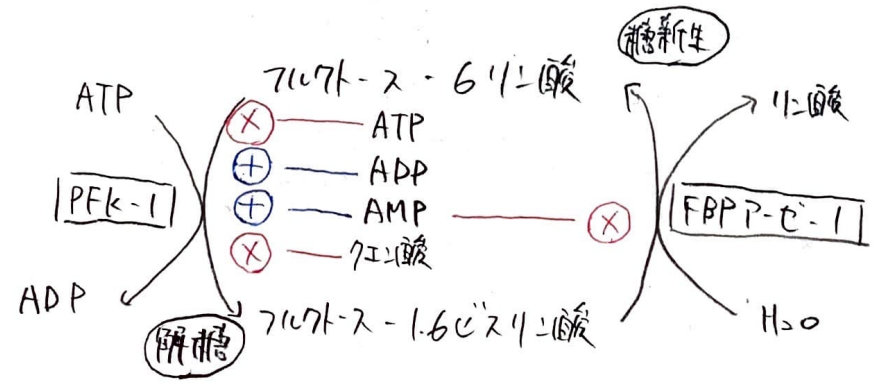 糖新生
フルクトース・6リン酸
ATP
リン酸
× ATP
+ ADP
PFK-1
+ AMP
×
FBPアーゼ-1
× クエン酸
ADP
フルクトース-1.6ビスリン酸
H2O
解糖